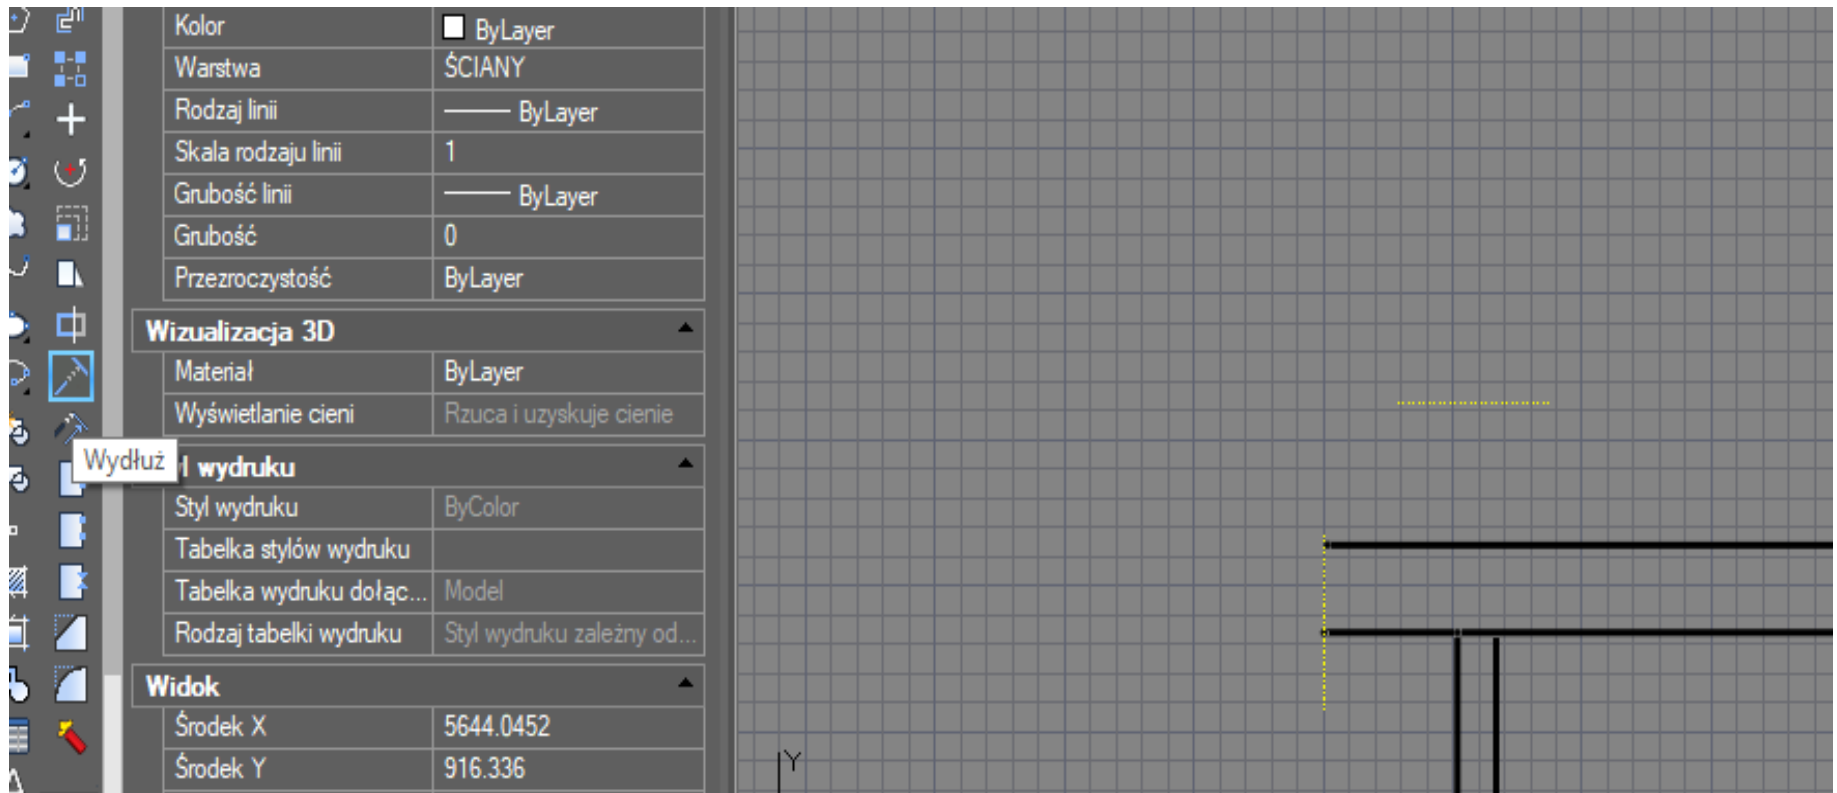 Kolor ByLayer
Warstwa ŚCIANY
Rodzaj linii ByLayer
Skala rodzaju linii 1
Grubość linii ByLayer
Grubość 0
Przezroczystość ByLayer
Wizualizacja 3D
Materiał ByLayer
Wyświetlanie cieni Rzuca i uzyskuje cienie
Wydłuż
yl wydruku
Styl wydruku ByColor
Tabelka stylów wydruku
Tabelka wydruku dołąc... Model
Rodzaj tabelki wydruku Styl wydruku zależny od...
Widok
Środek X 5644.0452
Środek Y 916.336
Y